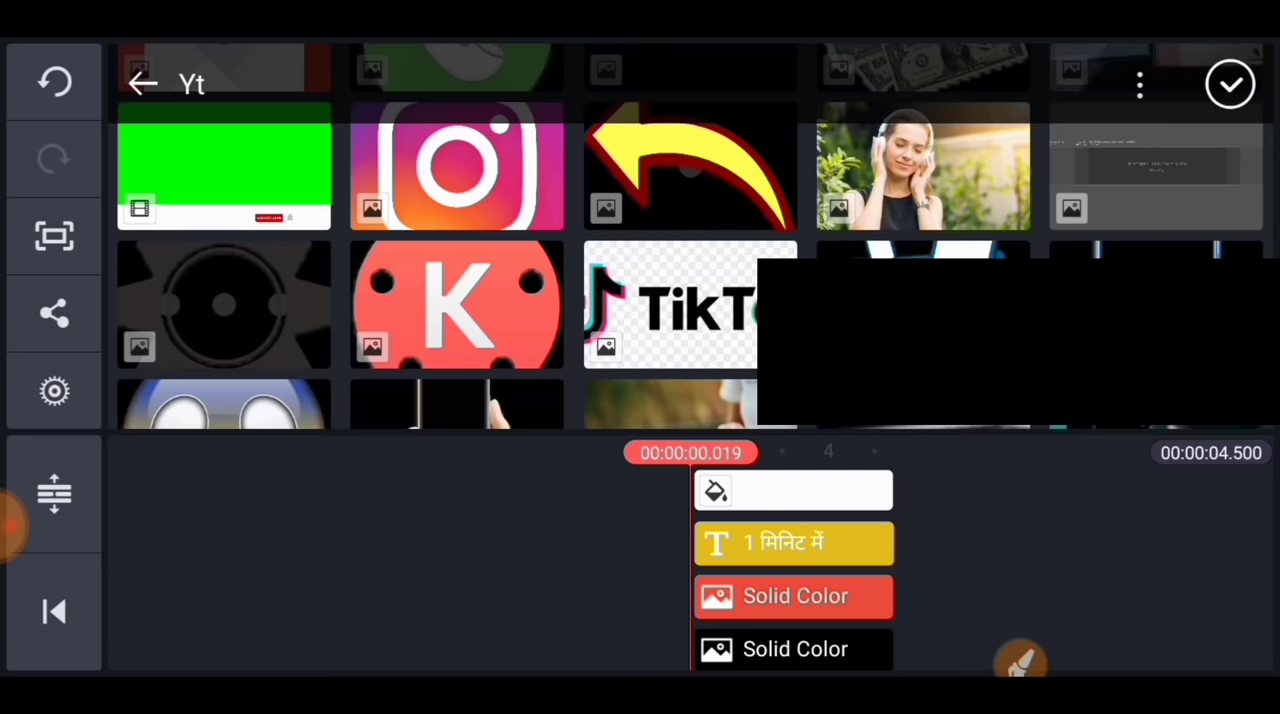 Yt
K
TikT
00:00:00.019
4
00:00:04.500
1 मिनिट में
Solid Color
Solid Color